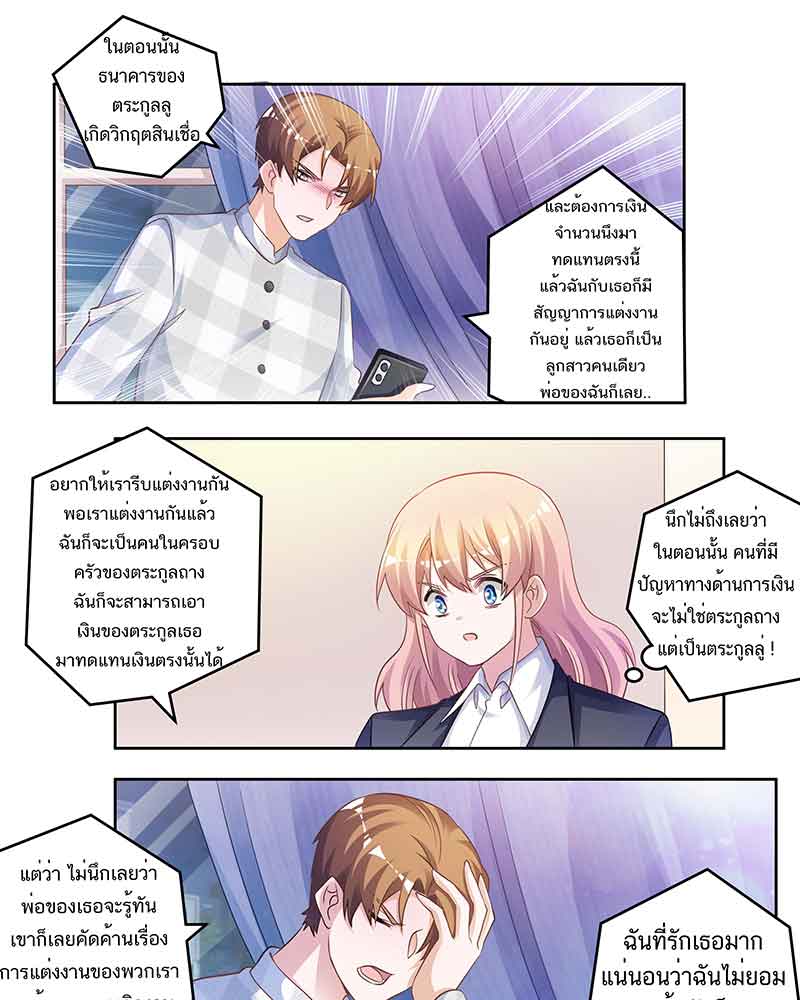 ในตอนนั้น
ธนาคารของ
ตระกูลลู
เกิดวิกฤตสินเชื่อ
และต้องการเงิน
จำนวนนึงมา
ทดแทนตรงนี้
แล้วฉันกับเธอก็มี
สัญญาการแต่งงาน
กันอยู่ แล้วเธอก็เป็น
ลูกสาวคนเดียว
พ่อของฉันก็เลย..
อยากให้เรารีบแต่งงานกัน
พอเราแต่งงานกันแล้ว
ฉันก็จะเป็นคนในครอบ
ครัวของตระกูลถาง
ฉันก็จะสามารถเอา
เงินของตระกูลเธอ
มาทดแทนเงินตรงนั้นได้
นึกไม่ถึงเลยว่า
ในตอนนั้น คนที่มี
ปัญหาทางด้านการเงิน
จะไม่ใช่ตระกูลถาง
แต่เป็นตระกูลลู่ !
แต่ว่า ไม่นึกเลยว่า
พ่อของเธอจะรู้ทัน
เขาก็เลยคัดค้านเรื่อง
การแต่งงานของพวกเรา
ฉันที่รักเธอมาก
แน่นอนว่าฉันไม่ยอม